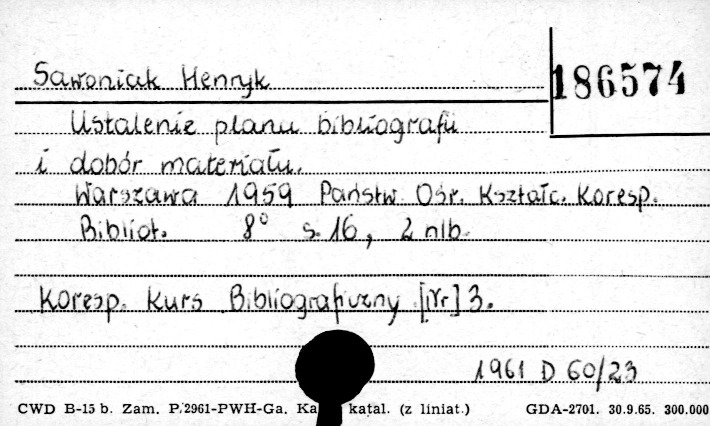 Sawoniak Henryk
186574
Ustalenie planu bibliografii
i dobór materiału.
Warszawa 1959 Państw. Ośr. Kształc. Koresp.
Bibliot. 8° s. 16, 2 nlb.
Koresp. Kurs Bibliograficzny [Nr] 3.
1961 D 60/23
CWD B-15 b. Zam. P.2961-PWH-Ga. katal. (z liniat.) GDA-2701. 30.9.65. 300.000